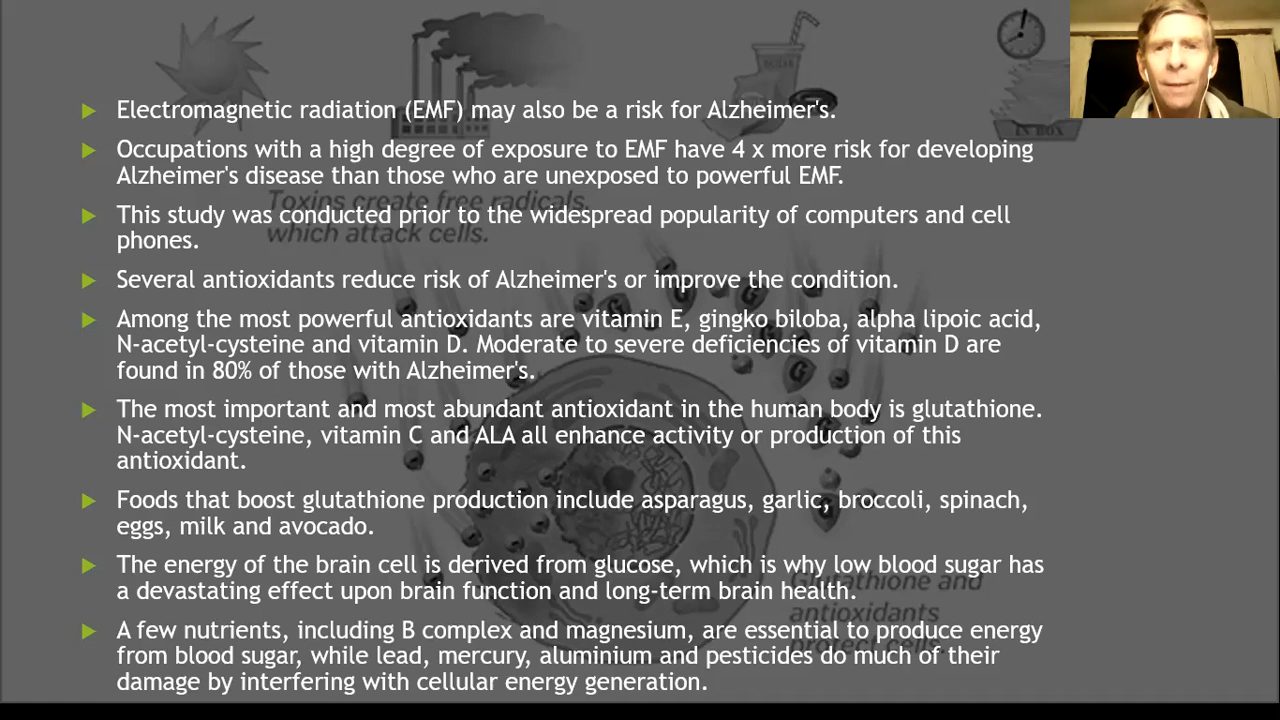 Electromagnetic radiation (EMF) may also be a risk for Alzheimer's.
Occupations with a high degree of exposure to EMF have 4 x more risk for developing
Alzheimer's disease than those who are unexposed to powerful EMF.
Toxins create free radicals,
which attack cells.
This study was conducted prior to the widespread popularity of computers and cell
phones.
Several antioxidants reduce risk of Alzheimer's or improve the condition.
Among the most powerful antioxidants are vitamin E, gingko biloba, alpha lipoic acid,
N-acetyl-cysteine and vitamin D. Moderate to severe deficiencies of vitamin D are
found in 80% of those with Alzheimer's.
The most important and most abundant antioxidant in the human body is glutathione.
N-acetyl-cysteine, vitamin C and ALA all enhance activity or production of this
antioxidant.
Foods that boost glutathione production include asparagus, garlic, broccoli, spinach,
eggs, milk and avocado.
The energy of the brain cell is derived from glucose, which is why low blood sugar has
a devastating effect upon brain function and long-term brain health.
Glutathione and
antioxidants
protect cells.
A few nutrients, including B complex and magnesium, are essential to produce energy
from blood sugar, while lead, mercury, aluminium and pesticides do much of their
damage by interfering with cellular energy generation.
IN BOX
SODA
G
G
G
G
G
G